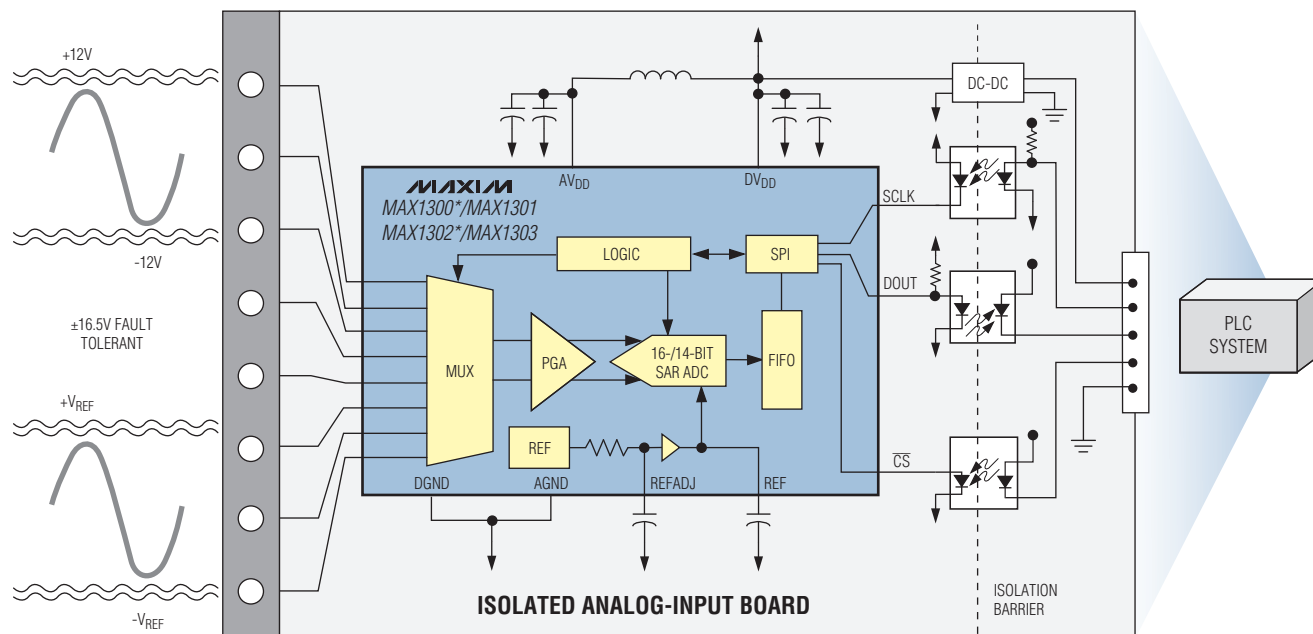 +12V
-12V
±16.5V FAULT
TOLERANT
+VREF
-VREF
MAXIM
MAX1300*/MAX1301
MAX1302*/MAX1303
AVDD
DVDD
LOGIC
SPI
MUX
PGA
16-/14-BIT
SAR ADC
FIFO
REF
DGND
AGND
REFADJ
REF
SCLK
DOUT
CS
DC-DC
ISOLATED ANALOG-INPUT BOARD
ISOLATION
BARRIER
PLC
SYSTEM